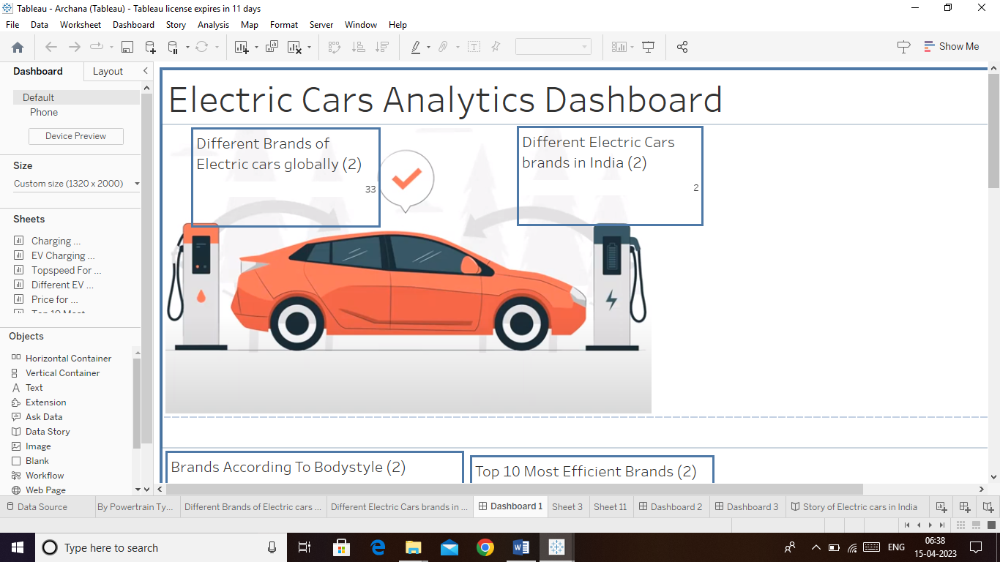 Tableau - Archana (Tableau) - Tableau license expires in 11 days
File Data Worksheet Dashboard Story Analysis Map Format Server Window Help
Show Me
Dashboard Layout
Default
Phone
Device Preview
Size
Custom size (1320 x 2000)
Sheets
Charging ...
EV Charging ...
Topspeed For ...
Different EV ...
Price for ...
Top 10 Most
Objects
Horizontal Container
Vertical Container
Text
Extension
Ask Data
Data Story
Image
Blank
Workflow
Web Page
Electric Cars Analytics Dashboard
Different Brands of
Electric cars globally (2)
33
Different Electric Cars
brands in India (2)
2
Brands According To Bodystyle (2)
Top 10 Most Efficient Brands (2)
Data Source By Powertrain Ty... Different Brands of Electric cars ... Different Electric Cars brands in ... Dashboard 1 Sheet 3 Sheet 11 Dashboard 2 Dashboard 3 Story of Electric cars in India
Type here to search
ENG
06:38
15-04-2023